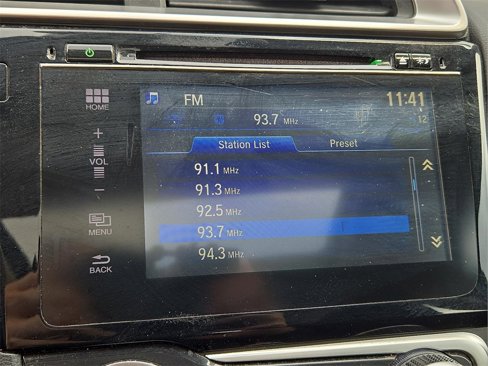 FM
11:41
12
93.7 MHz
Station List
Preset
91.1 MHz
91.3 MHz
92.5 MHz
93.7 MHz
94.3 MHz
HOME
+
VOL
−
MENU
BACK